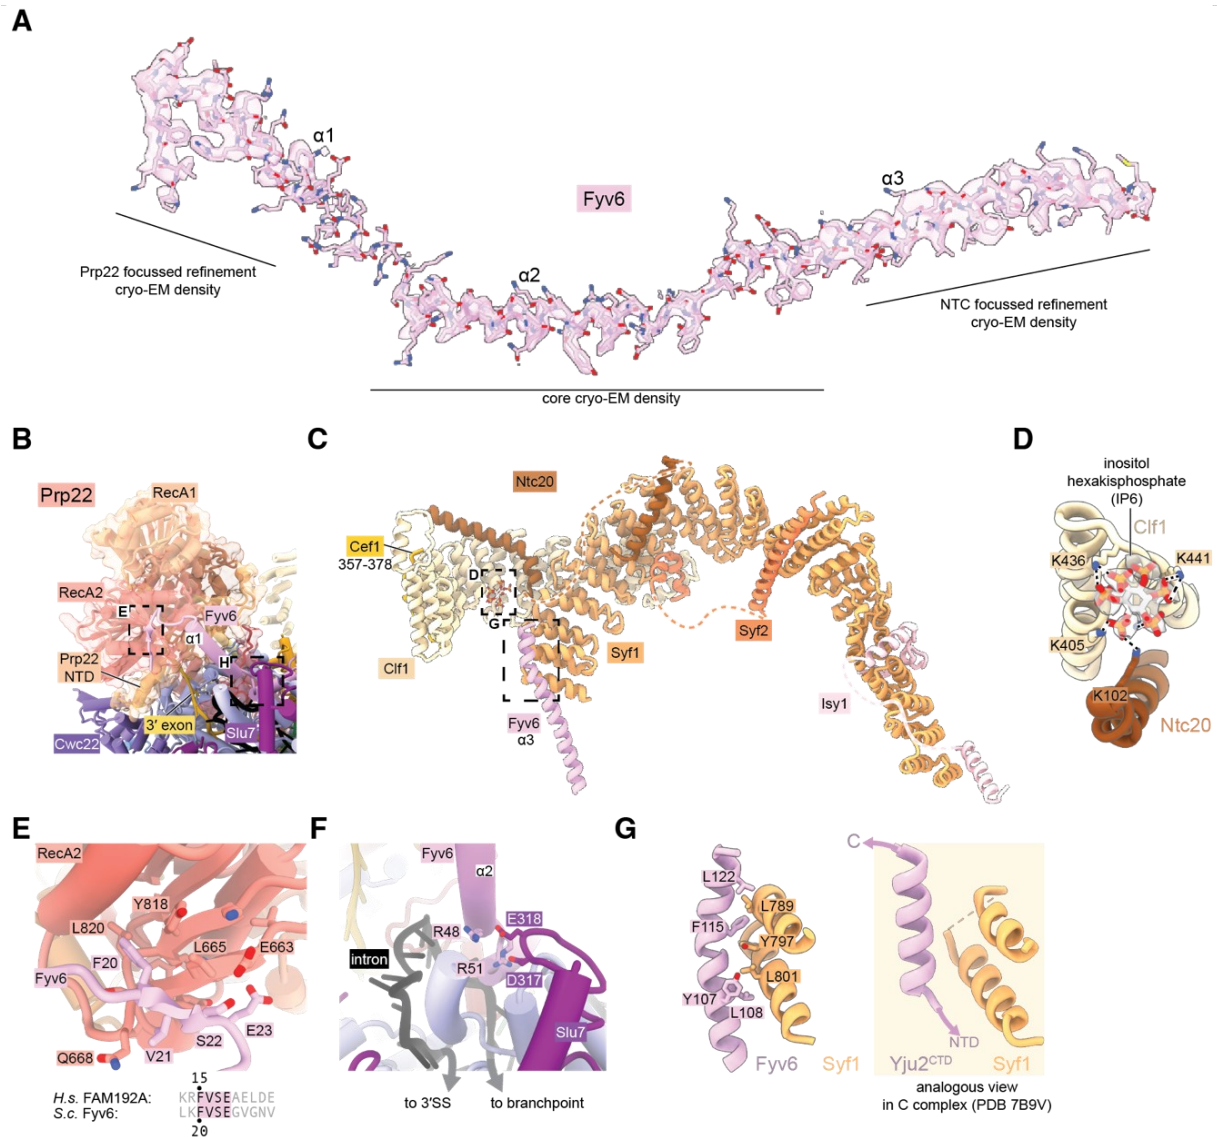 A
α1
Fyv6
α3
α2
Prp22 focussed refinement
cryo-EM density
NTC focussed refinement
cryo-EM density
core cryo-EM density
B
Prp22
RecA1
RecA2
E
Fyv6
α1
Prp22
NTD
H
3′ exon
Slu7
Cwc22
C
Ntc20
Cef1
357-378
D
G
Clf1
Syf1
Syf2
Fyv6
α3
Isy1
D
inositol
hexakisphosphate
(IP6)
Clf1
K436
K441
K405
K102
Ntc20
E
RecA2
Y818
L820
L665
E663
F20
Fyv6
E23
S22
V21
Q668
15
H.s. FAM192A: KRFVSEAELDE
S.c. Fyv6: LKFVSEGVGNV
20
F
Fyv6
α2
E318
R48
intron
R51
D317
Slu7
to 3′SS
to branchpoint
G
L122
L789
F115
Y797
L801
Y107
L108
Fyv6
Syf1
C
NTD
Yju2CTD
Syf1
analogous view
in C complex (PDB 7B9V)